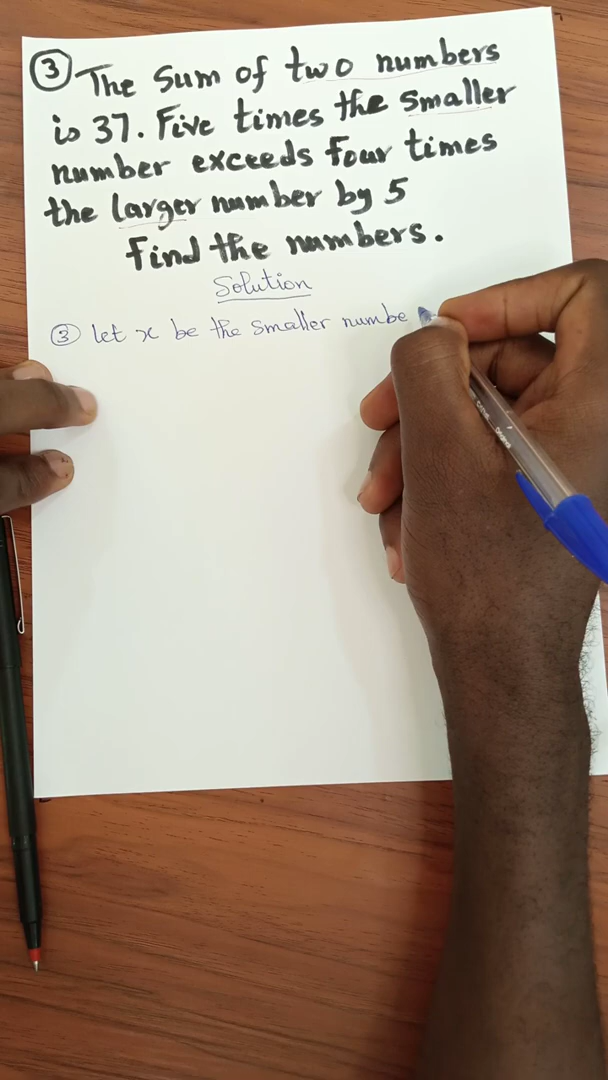 ③ The sum of two numbers
is 37. Five times the smaller
number exceeds four times
the larger number by 5
Find the numbers.
Solution
③ let x be the smaller numbe